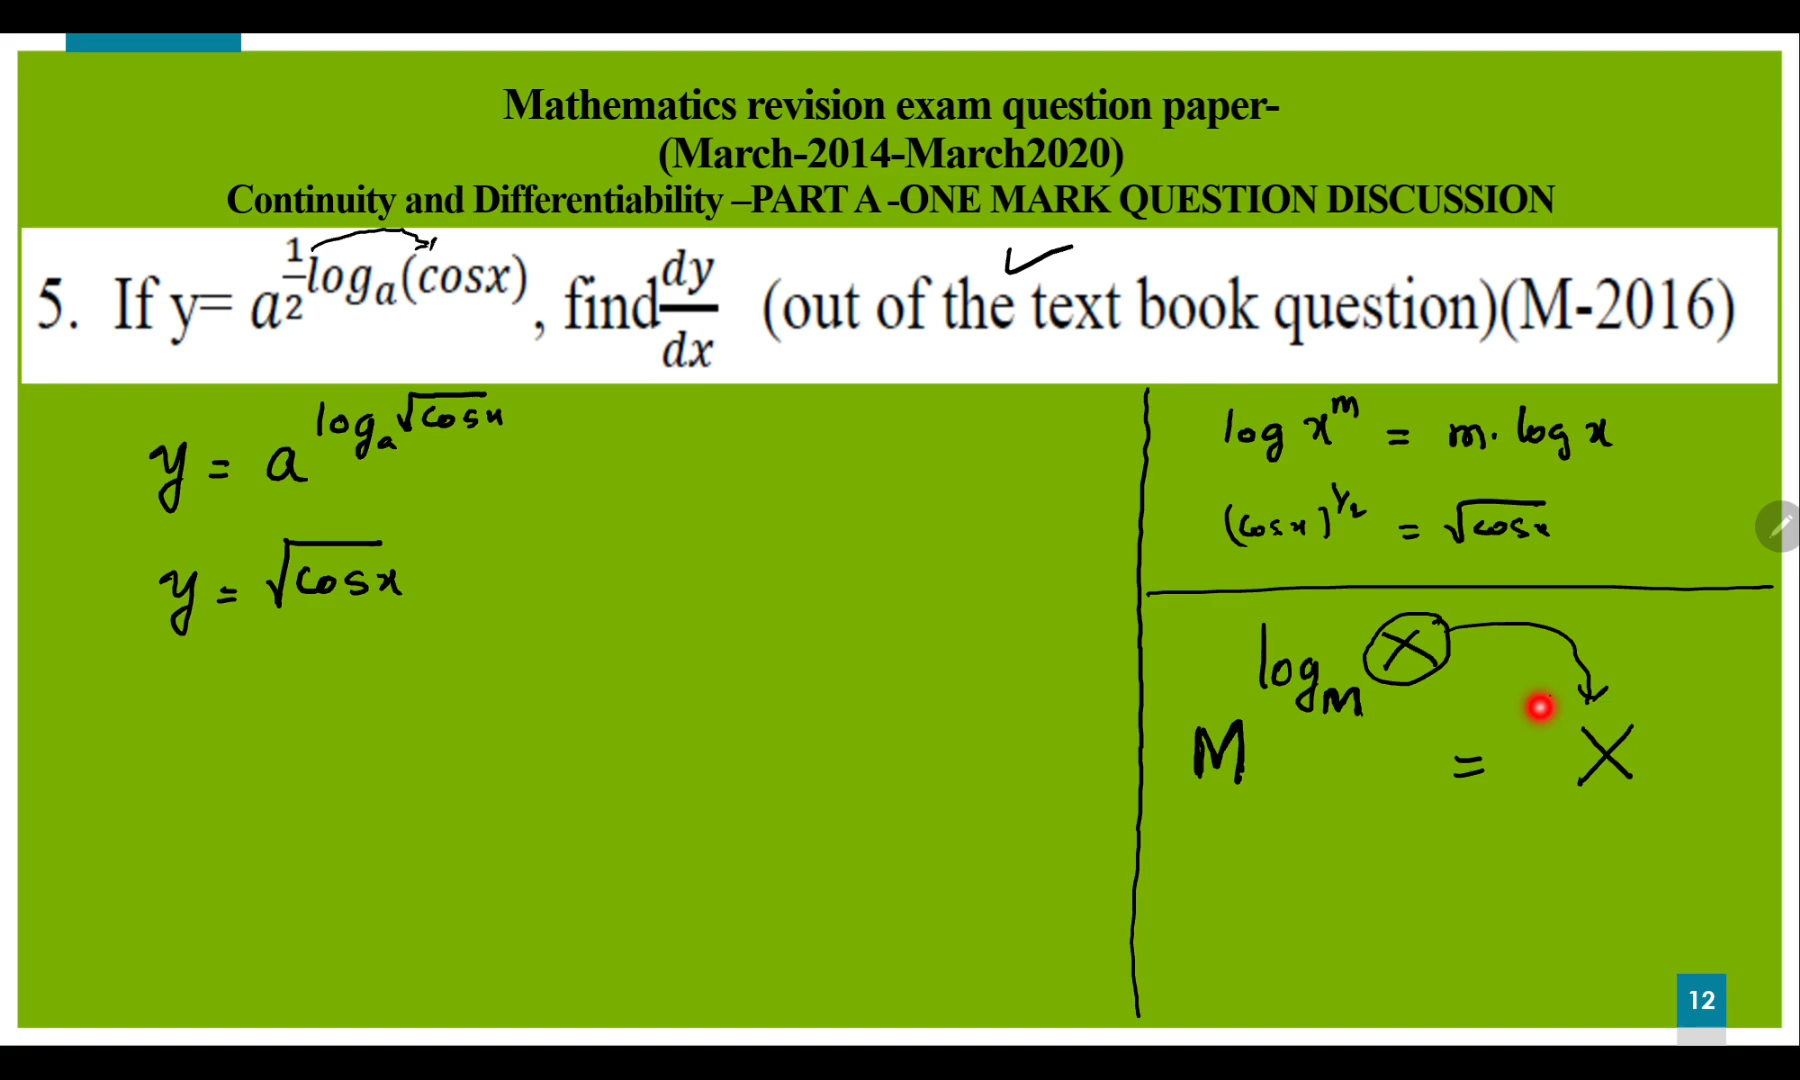 Mathematics revision exam question paper-
(March-2014-March2020)
Continuity and Differentiability –PART A -ONE MARK QUESTION DISCUSSION
5. If y= a^{\frac{1}{2}log_a(cosx)}, find \frac{dy}{dx} (out of the text book question)(M-2016)
y = a^{log_a √cosx}
y = √cosx
log x^m = m. log x
(cosx)^{1/2} = √cosx
M^{log_M X} = X
12